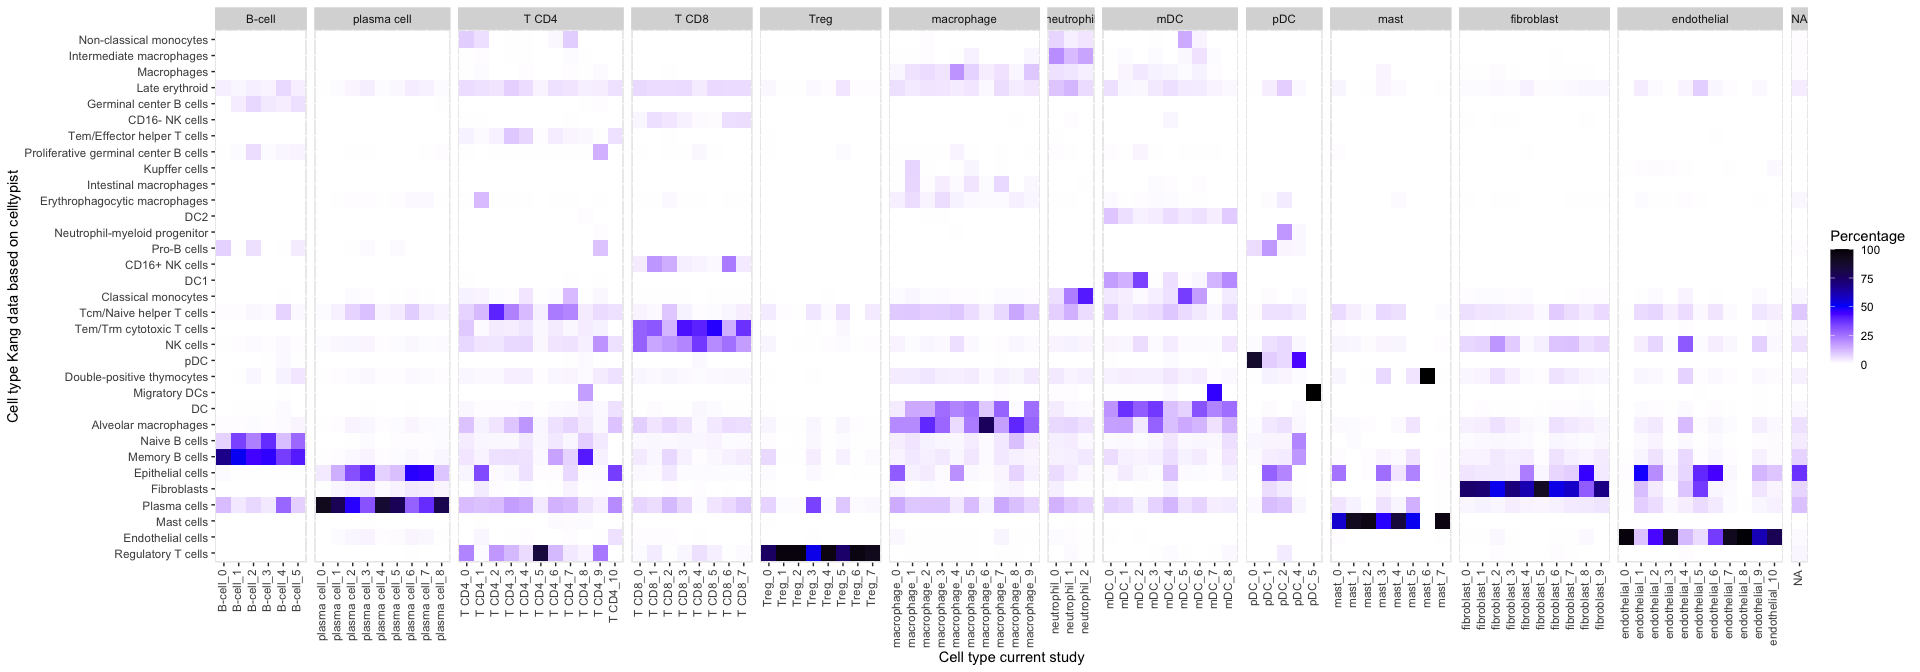 B-cell
plasma cell
T CD4
T CD8
Treg
macrophage
neutrophil
mDC
pDC
mast
fibroblast
endothelial
NA
Cell type Kang data based on celltypist
Non-classical monocytes
Intermediate macrophages
Macrophages
Late erythroid
Germinal center B cells
CD16- NK cells
Tem/Effector helper T cells
Proliferative germinal center B cells
Kupffer cells
Intestinal macrophages
Erythrophagocytic macrophages
DC2
Neutrophil-myeloid progenitor
Pro-B cells
CD16+ NK cells
DC1
Classical monocytes
Tcm/Naive helper T cells
Tem/Trm cytotoxic T cells
NK cells
pDC
Double-positive thymocytes
Migratory DCs
DC
Alveolar macrophages
Naive B cells
Memory B cells
Epithelial cells
Fibroblasts
Plasma cells
Mast cells
Endothelial cells
Regulatory T cells
B-cell_0
B-cell_1
B-cell_2
B-cell_3
B-cell_4
B-cell_5
plasma cell_0
plasma cell_1
plasma cell_2
plasma cell_3
plasma cell_4
plasma cell_5
plasma cell_6
plasma cell_7
plasma cell_8
T CD4_0
T CD4_1
T CD4_2
T CD4_3
T CD4_4
T CD4_5
T CD4_6
T CD4_7
T CD4_8
T CD4_9
T CD4_10
T CD8_0
T CD8_1
T CD8_2
T CD8_3
T CD8_4
T CD8_5
T CD8_6
T CD8_7
Treg_0
Treg_1
Treg_2
Treg_3
Treg_4
Treg_5
Treg_6
Treg_7
macrophage_0
macrophage_1
macrophage_2
macrophage_3
macrophage_4
macrophage_5
macrophage_6
macrophage_7
macrophage_8
macrophage_9
neutrophil_0
neutrophil_1
neutrophil_2
mDC_0
mDC_1
mDC_2
mDC_3
mDC_4
mDC_5
mDC_6
mDC_7
mDC_8
pDC_0
pDC_1
pDC_2
pDC_4
pDC_5
mast_0
mast_1
mast_2
mast_3
mast_4
mast_5
mast_6
mast_7
fibroblast_0
fibroblast_1
fibroblast_2
fibroblast_3
fibroblast_4
fibroblast_5
fibroblast_6
fibroblast_7
fibroblast_8
fibroblast_9
endothelial_0
endothelial_1
endothelial_2
endothelial_3
endothelial_4
endothelial_5
endothelial_6
endothelial_7
endothelial_8
endothelial_9
endothelial_10
NA
Cell type current study
Percentage
100
75
50
25
0